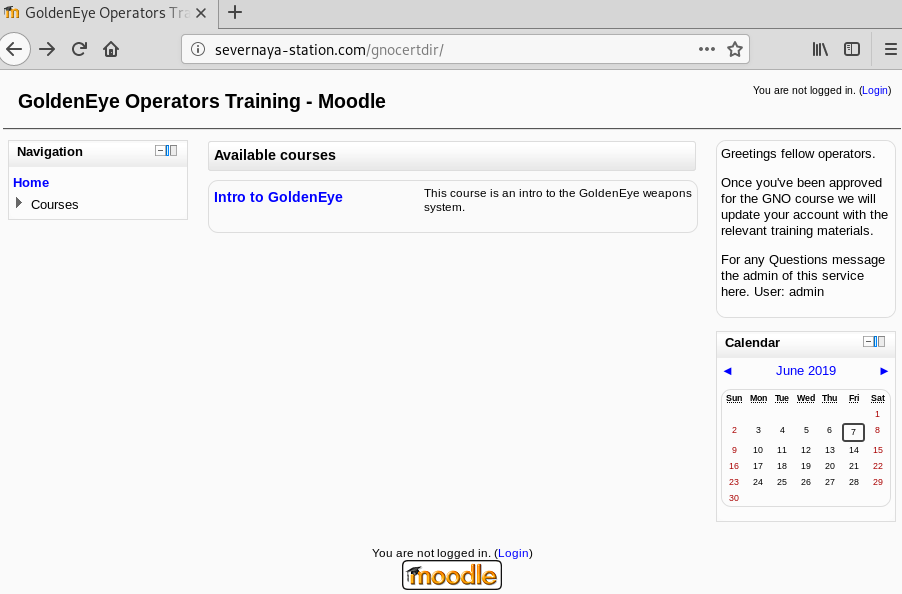 GoldenEye Operators Tra
severnaya-station.com/gnocertdir/
GoldenEye Operators Training - Moodle
You are not logged in. (Login)
Navigation
Home
Courses
Available courses
Intro to GoldenEye
This course is an intro to the GoldenEye weapons
system.
Greetings fellow operators.
Once you've been approved
for the GNO course we will
update your account with the
relevant training materials.
For any Questions message
the admin of this service
here. User: admin
Calendar
◄ June 2019 ►
Sun Mon Tue Wed Thu Fri Sat
1
2 3 4 5 6 7 8
9 10 11 12 13 14 15
16 17 18 19 20 21 22
23 24 25 26 27 28 29
30
You are not logged in. (Login)
moodle